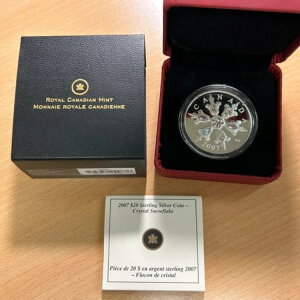 ROYAL CANADIAN MINT
MONNAIE ROYALE CANADIENNE
CANADA
2007
2007 $20 Sterling Silver Coin –
Crystal Snowflake
Pièce de 20 $ en argent sterling 2007
– Flocon de cristal